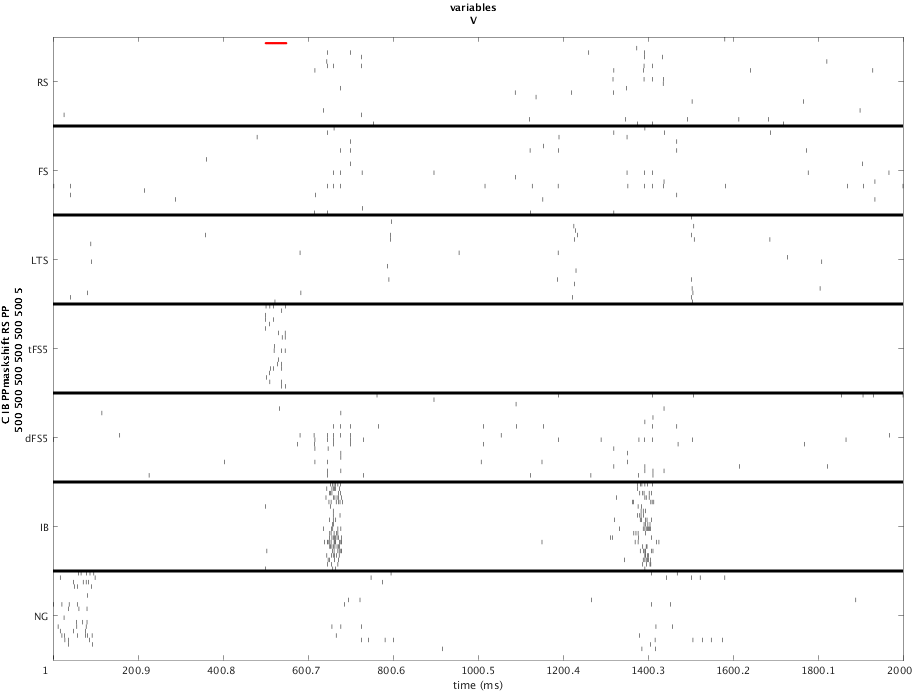 variables
V
RS
FS
LTS
tFS5
dFS5
IB
NG
C IB PPmaskshift RS PP
500 500 500 500 500 500 5
1
200.9
400.8
600.7
800.6
1000.5
1200.4
1400.3
1600.2
1800.1
2000
time (ms)